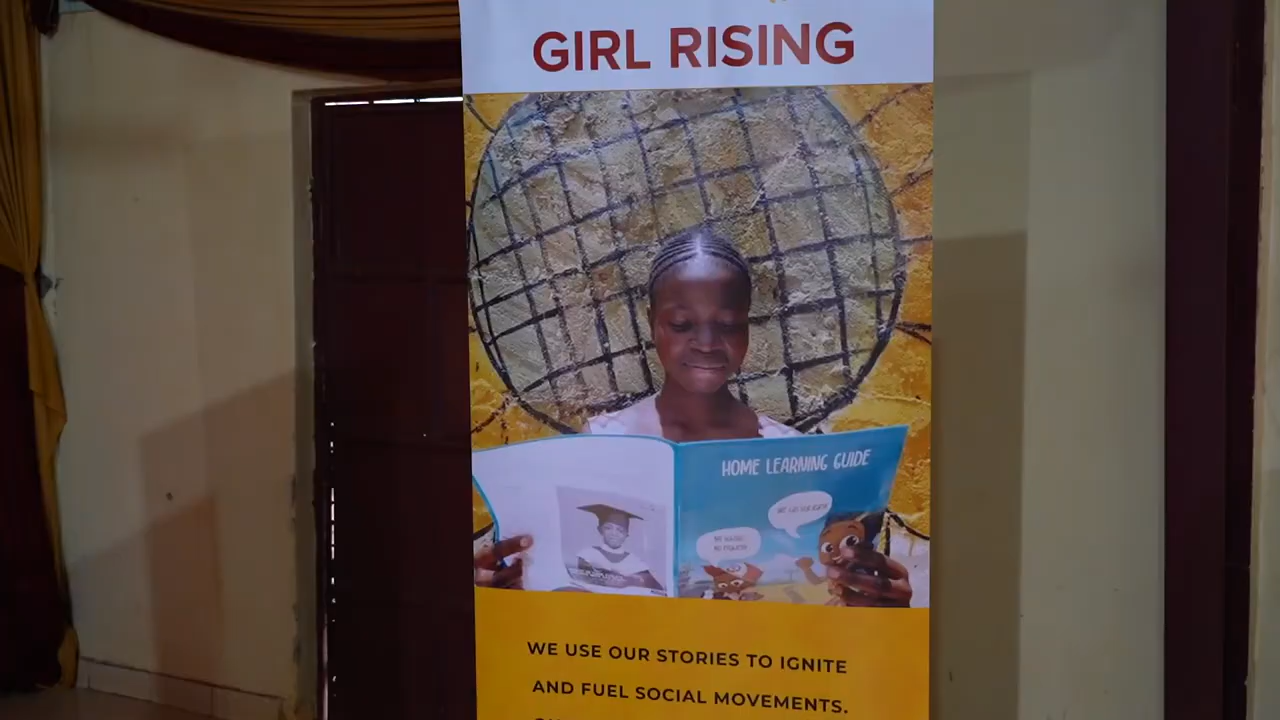 GIRL RISING
HOME LEARNING GUIDE
WE USE OUR STORIES TO IGNITE
AND FUEL SOCIAL MOVEMENTS.